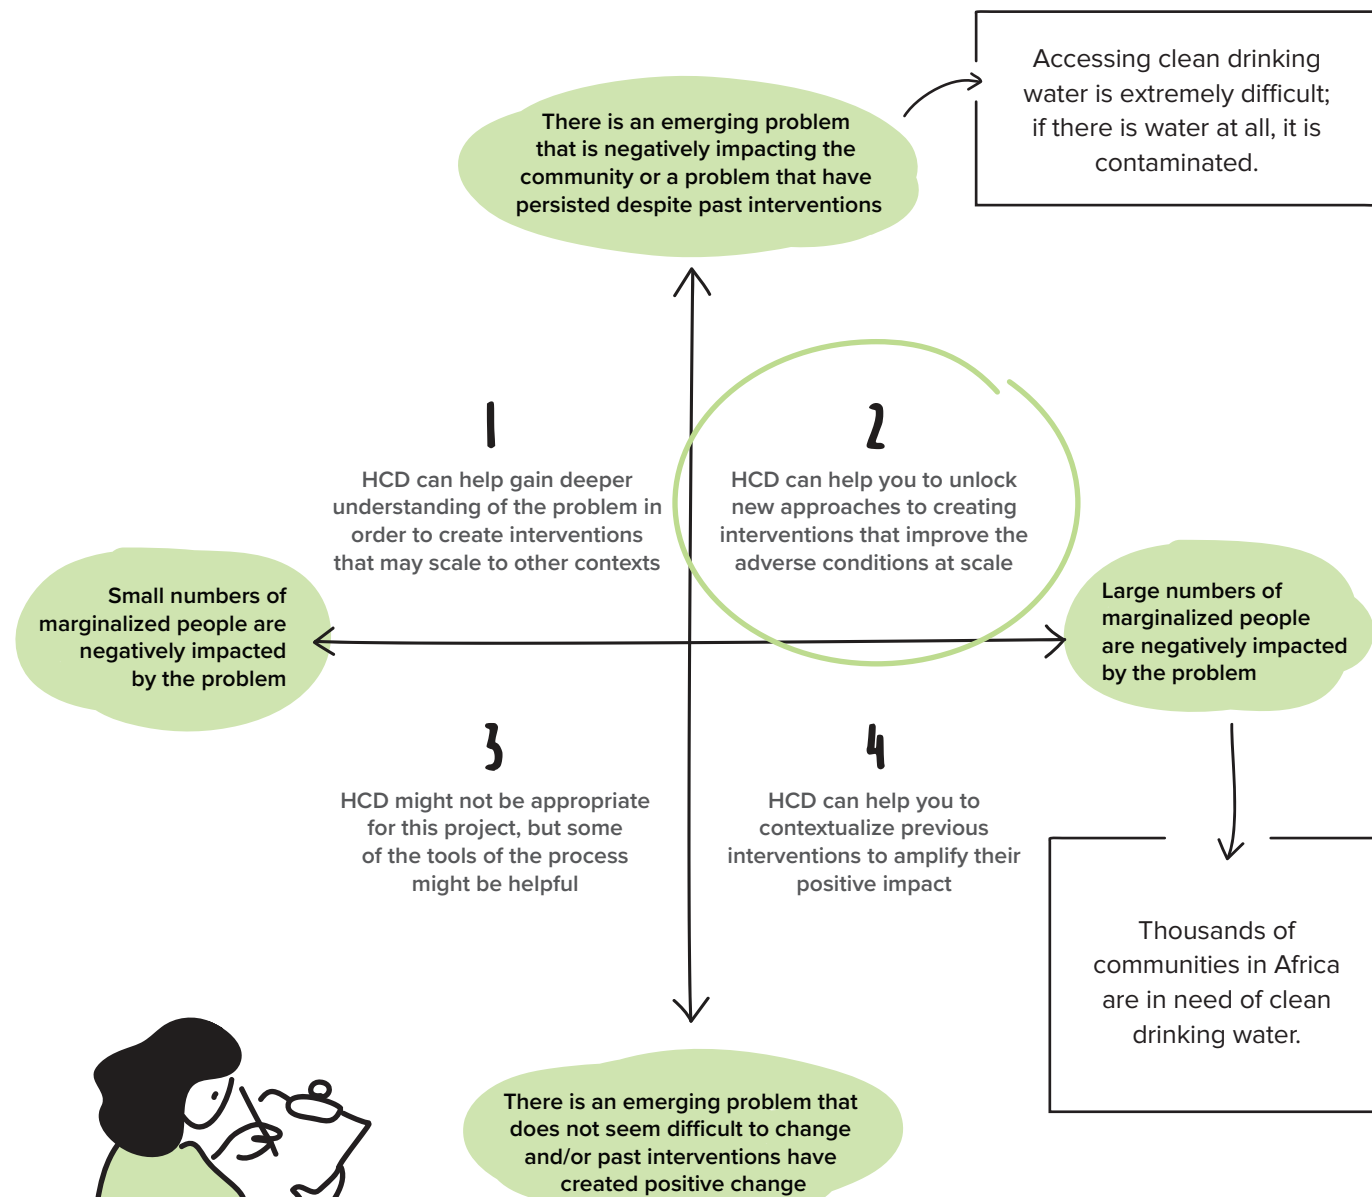 Accessing clean drinking
water is extremely difficult;
if there is water at all, it is
contaminated.
There is an emerging problem
that is negatively impacting the
community or a problem that have
persisted despite past interventions
1
HCD can help gain deeper
understanding of the problem in
order to create interventions
that may scale to other contexts
2
HCD can help you to unlock
new approaches to creating
interventions that improve the
adverse conditions at scale
Small numbers of
marginalized people are
negatively impacted
by the problem
Large numbers of
marginalized people
are negatively impacted
by the problem
3
HCD might not be appropriate
for this project, but some
of the tools of the process
might be helpful
4
HCD can help you to
contextualize previous
interventions to amplify their
positive impact
Thousands of
communities in Africa
are in need of clean
drinking water.
There is an emerging problem that
does not seem difficult to change
and/or past interventions have
created positive change